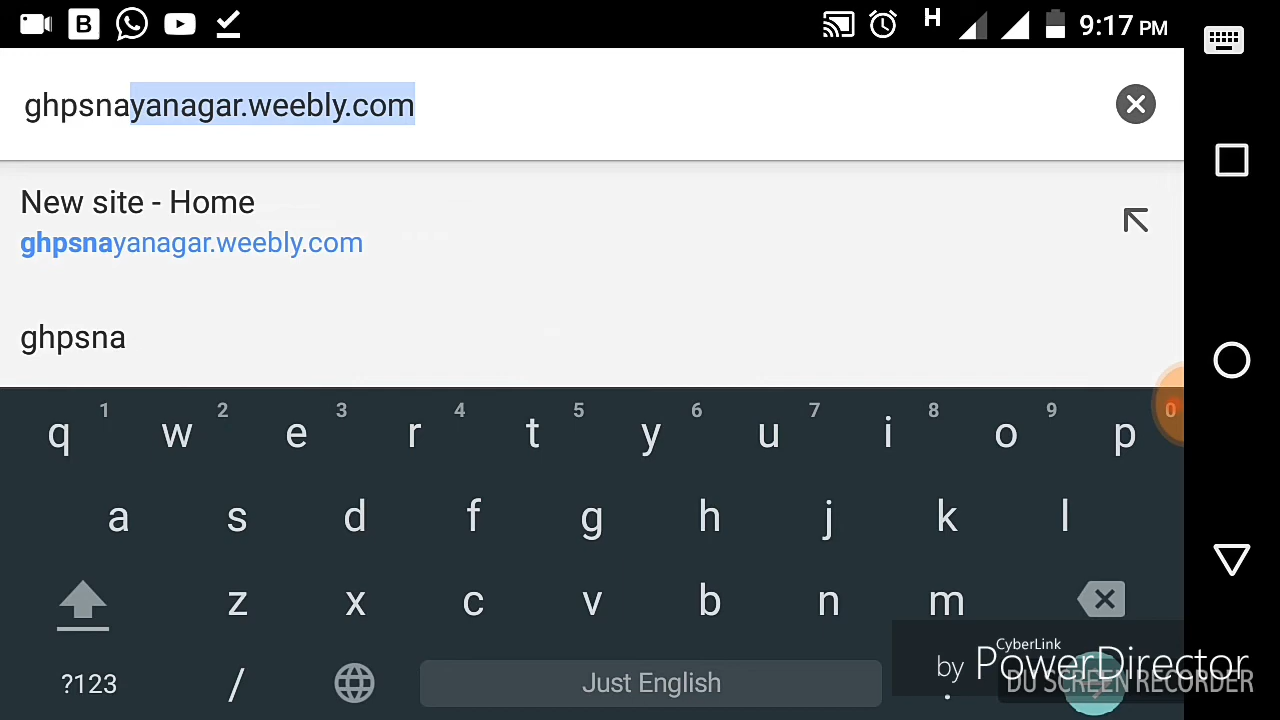 B H 9:17 PM
ghpsnayanagar.weebly.com
New site - Home
ghpsnayanagar.weebly.com
ghpsna
1 2 3 4 5 6 7 8 9 0
q w e r t y u i o p
a s d f g h j k l
z x c v b n m
?123 / Just English .
CyberLink
by PowerDirector
DU SCREEN RECORDER